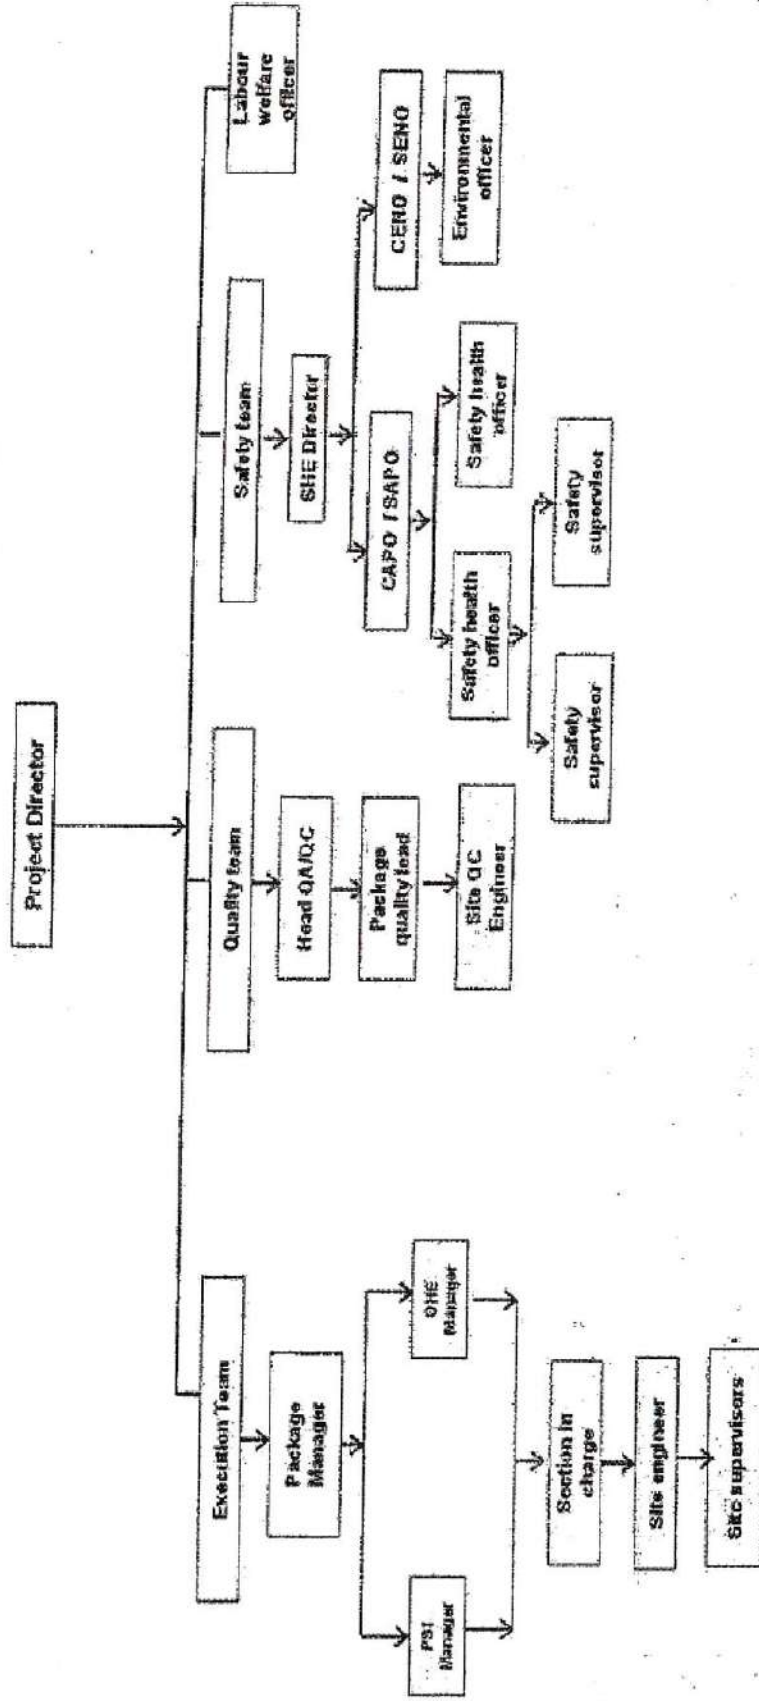 Project Director
Execution Team
Package
Manager
PSI
Manager
OHE
Manager
Section in
charge
Site engineer
Site supervisors
Quality team
Head QA/QC
Package
quality lead
Site QC
Engineer
Safety team
SHE Director
CAPO / SAPO
Safety health
officer
Safety supervisor
Safety
supervisor
Safety health
officer
CENO / SENO
Environmental
officer
Labour
welfare
officer